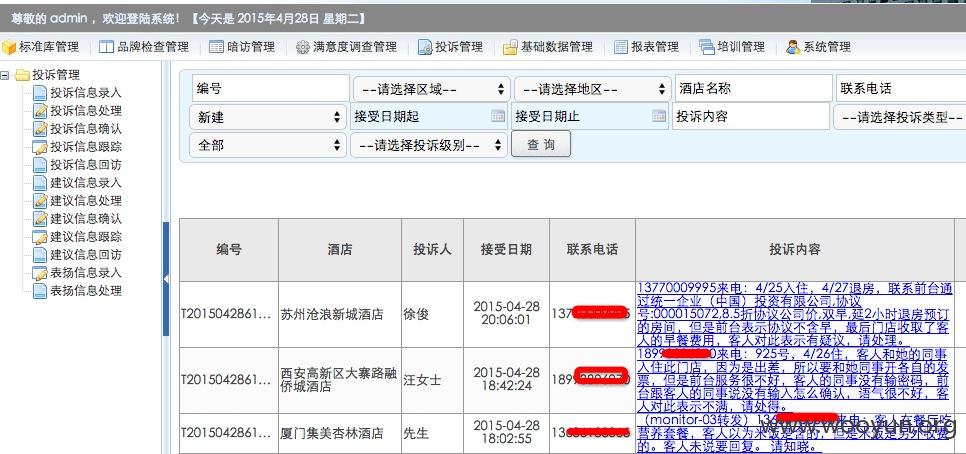 尊敬的 admin ，欢迎登陆系统！【今天是 2015年4月28日 星期二】
标准库管理 品牌检查管理 暗访管理 满意度调查管理 投诉管理 基础数据管理 报表管理 培训管理 系统管理
投诉管理
投诉信息录入
投诉信息处理
投诉信息确认
投诉信息跟踪
投诉信息回访
建议信息录入
建议信息处理
建议信息确认
建议信息跟踪
建议信息回访
表扬信息录入
表扬信息处理
编号 --请选择区域-- --请选择地区-- 酒店名称 联系电话
新建 接受日期起 接受日期止 投诉内容 --请选择投诉类型--
全部 --请选择投诉级别-- 查 询
编号 酒店 投诉人 接受日期 联系电话 投诉内容
T2015042861... 苏州沧浪新城酒店 徐俊 2015-04-28 20:06:01 137
13770009995来电：4/25入住，4/27退房，联系前台通
过统一企业（中国）投资有限公司,协议
号:000015072,8.5折协议公司价,双早,延2小时退房预订
的房间，但是前台表示协议不含早，最后门店收取了客
人的早餐费用，客人对此表示有疑议，请处理。
T2015042861... 西安高新区大寨路融侨城酒店 汪女士 2015-04-28 18:42:24 189
1899 0来电：925号，4/26住，客人和她的同事
入住此门店，因为是出差，所以要和她同事开各自的发
票，但是前台服务很不好，客人的同事没有输密码，前
台跟客人的同事说没有输入怎么确认，语气很不好，客
人对此表示不满，请处得。
T2015042861... 厦门集美杏林酒店 先生 2015-04-28 18:02:55 13
（monitor-03转发）13 来电：客人在餐厅吃
营养套餐，客人以为米饭是含的，但是米饭是另外收费
的。客人未说要回复。 请知晓。
www.wooyun.org